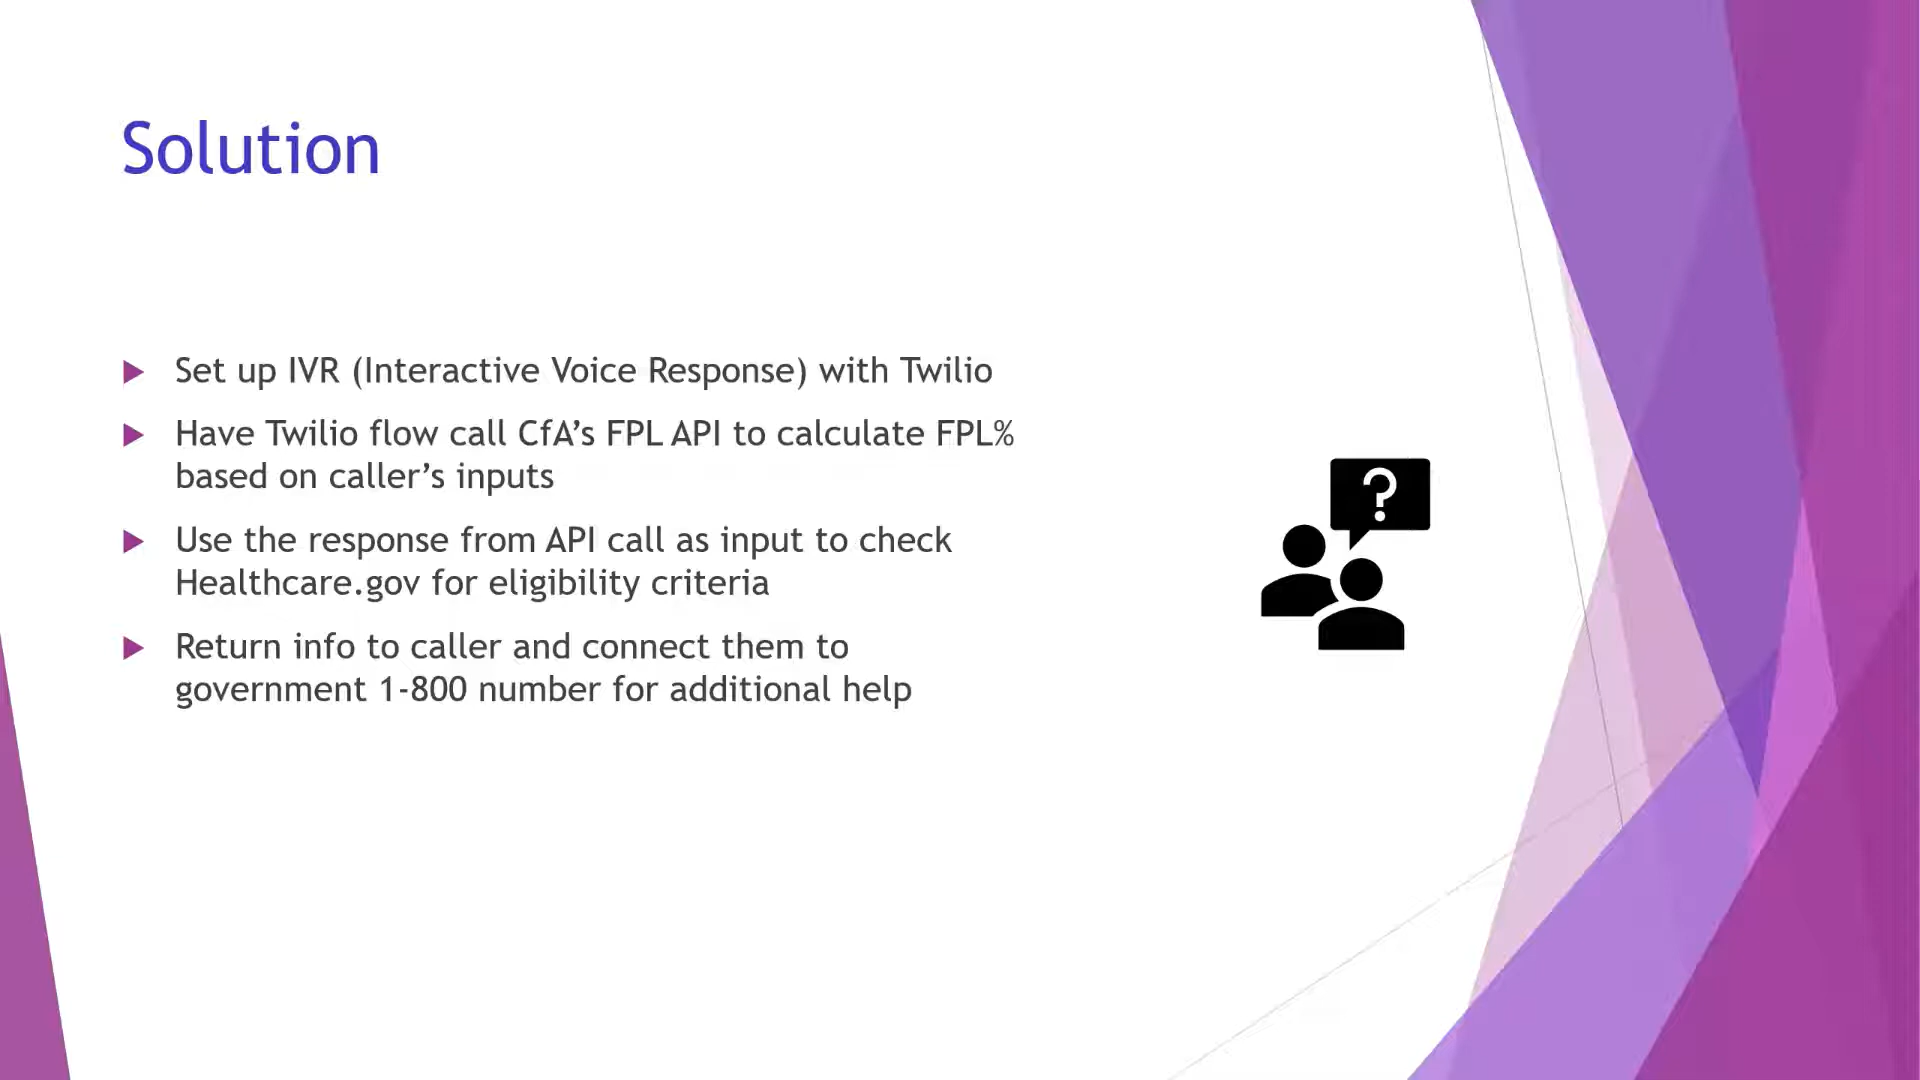 Solution
Set up IVR (Interactive Voice Response) with Twilio
Have Twilio flow call CfA’s FPL API to calculate FPL%
based on caller’s inputs
Use the response from API call as input to check
Healthcare.gov for eligibility criteria
Return info to caller and connect them to
government 1-800 number for additional help
?